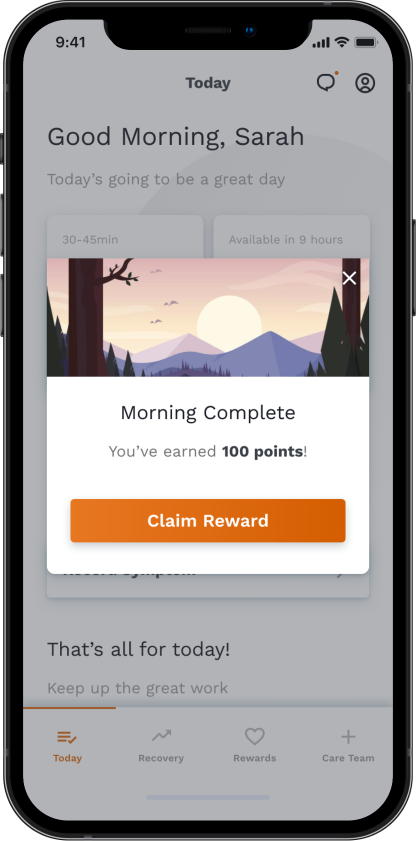 9:41
Today
Good Morning, Sarah
Today's going to be a great day
30-45min
Available in 9 hours
Morning Complete
You've earned 100 points!
Claim Reward
Record Symptom
That's all for today!
Keep up the great work
Today
Recovery
Rewards
Care Team